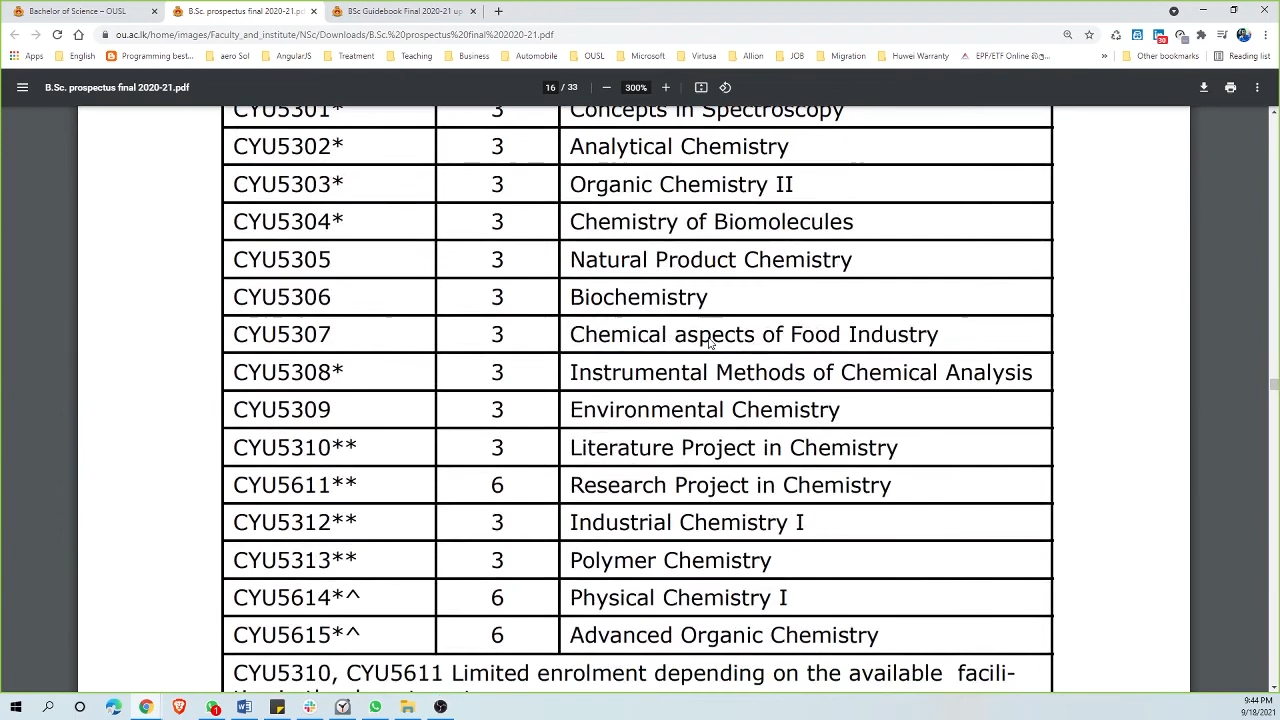 Bachelor of Science – OUSL
B.Sc. prospectus final 2020-21.pdf
BSc Guidebook Final 2020-21 up
ou.ac.lk/home/images/Faculty_and_institute/NSc/Downloads/B.Sc.%20prospectus%20final%202020-21.pdf
Apps English Programming best... aero Sol AngularJS Treatment Teaching Business Automobile OUSL Microsoft Virtusa Allion JOB Migration Huwei Warranty » Other bookmarks Reading list
B.Sc. prospectus final 2020-21.pdf 16 / 33 300%
CYU5301* 3 Concepts in Spectroscopy
CYU5302* 3 Analytical Chemistry
CYU5303* 3 Organic Chemistry II
CYU5304* 3 Chemistry of Biomolecules
CYU5305 3 Natural Product Chemistry
CYU5306 3 Biochemistry
CYU5307 3 Chemical aspects of Food Industry
CYU5308* 3 Instrumental Methods of Chemical Analysis
CYU5309 3 Environmental Chemistry
CYU5310** 3 Literature Project in Chemistry
CYU5611** 6 Research Project in Chemistry
CYU5312** 3 Industrial Chemistry I
CYU5313** 3 Polymer Chemistry
CYU5614*^ 6 Physical Chemistry I
CYU5615*^ 6 Advanced Organic Chemistry
CYU5310, CYU5611 Limited enrolment depending on the available facili-
9:44 PM
9/18/2021